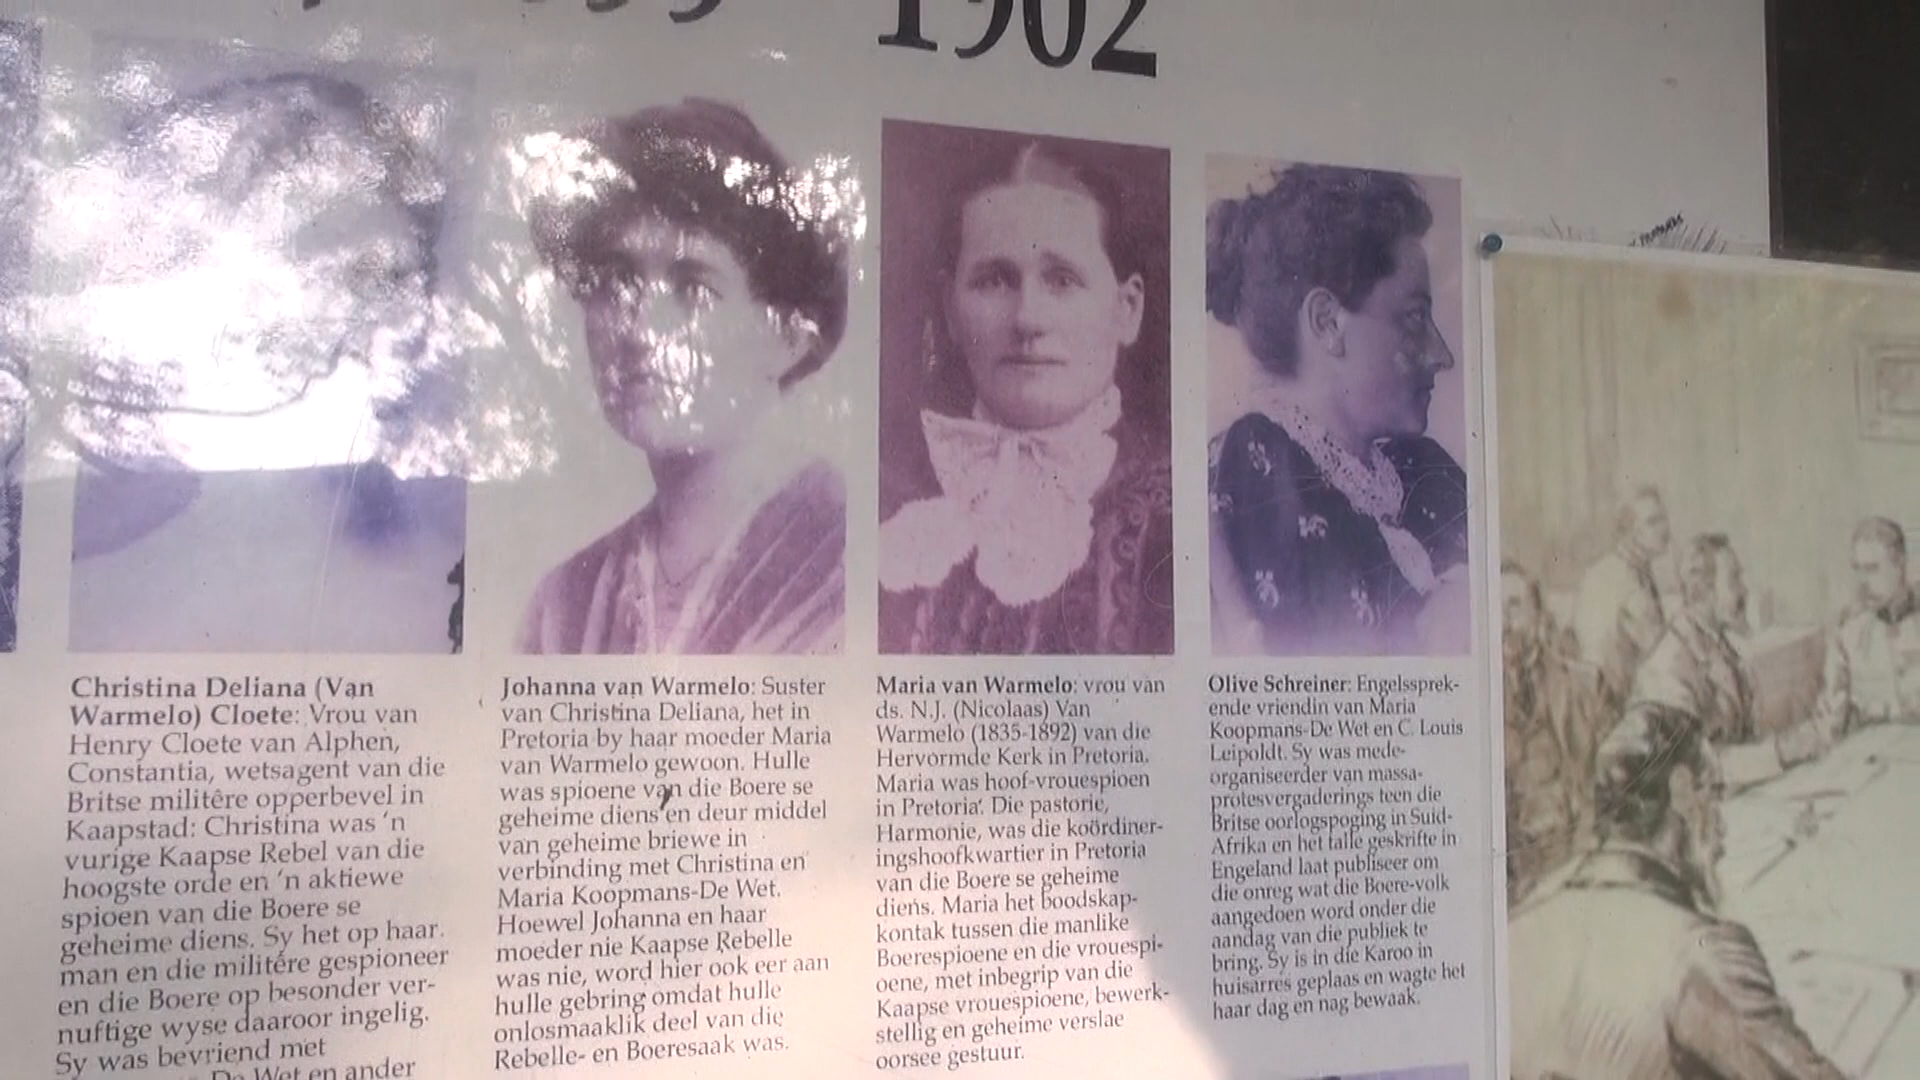 1902
Christina Deliana (Van
Warmelo) Cloete: Vrou van
Henry Cloete van Alphen,
Constantia, wetsagent van die
Britse militêre opperbevel in
Kaapstad: Christina was 'n
vurige Kaapse Rebel van die
hoogste orde en 'n aktiewe
spioen van die Boere se
geheime diens. Sy het op haar
man en die militêre gespioneer
en die Boere op besonder ver-
nuftige wyse daaroor ingelig.
Sy was bevriend met
De Wet en ander
Johanna van Warmelo: Suster
van Christina Deliana, het in
Pretoria by haar moeder Maria
van Warmelo gewoon. Hulle
was spioene van die Boere se
geheime diens en deur middel
van geheime briewe in
verbinding met Christina en
Maria Koopmans-De Wet.
Hoewel Johanna en haar
moeder nie Kaapse Rebelle
was nie, word hier ook eer aan
hulle gebring omdat hulle
onlosmaaklik deel van die
Rebelle- en Boeresaak was.
Maria van Warmelo: vrou van
ds. N.J. (Nicolaas) Van
Warmelo (1835-1892) van die
Hervormde Kerk in Pretoria.
Maria was hoof-vrouespioen
in Pretoria. Die pastorie,
Harmonie, was die koördiner-
ingshoofkwartier in Pretoria
van die Boere se geheime
diens. Maria het boodskap-
kontak tussen die manlike
Boerespioene en die vrouespi-
oene, met inbegrip van die
Kaapse vrouespioene, bewerk-
stellig en geheime verslae
oorsee gestuur.
Olive Schreiner: Engelssprek-
ende vriendin van Maria
Koopmans-De Wet en C. Louis
Leipoldt. Sy was mede-
organiseerder van massa-
protesvergaderings teen die
Britse oorlogspoging in Suid-
Afrika en het talle geskrifte in
Engeland laat publiseer om
die onreg wat die Boere-volk
aangedoen word onder die
aandag van die publiek te
bring. Sy is in die Karoo in
huisarres geplaas en wagte het
haar dag en nag bewaak.